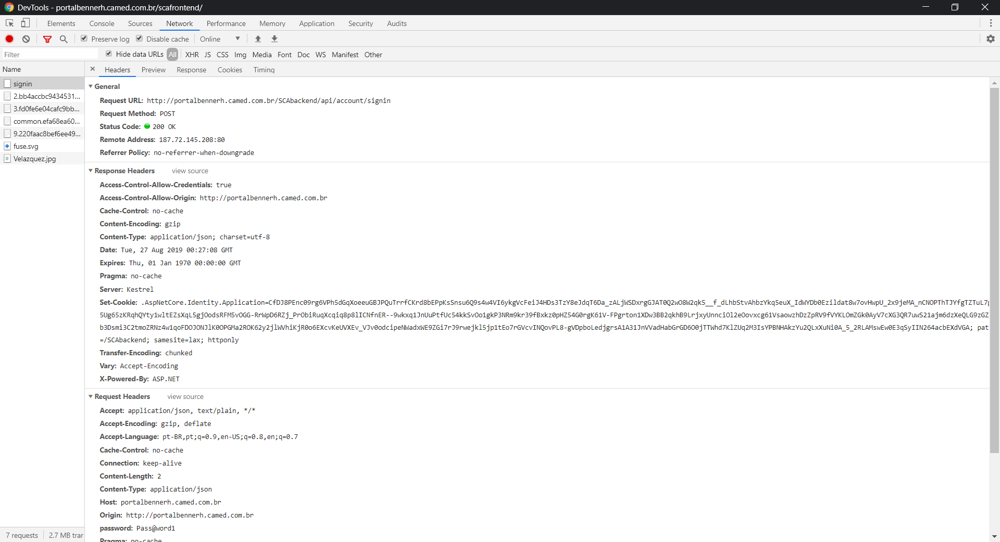 DevTools - portalbennerh.camed.com.br/scafrontend/
Elements Console Sources Network Performance Memory Application Security Audits
Preserve log Disable cache Online
Filter Hide data URLs All XHR JS CSS Img Media Font Doc WS Manifest Other
Name
Headers Preview Response Cookies Timing
signin
2.bb4accbc9434531...
3.fd0fe6e04cafc9bb...
common.efa68ea60...
9.220faac8bef6ee49...
fuse.svg
Velazquez.jpg
General
Request URL: http://portalbennerh.camed.com.br/SCAbackend/api/account/signin
Request Method: POST
Status Code: 200 OK
Remote Address: 187.72.145.208:80
Referrer Policy: no-referrer-when-downgrade
Response Headers view source
Access-Control-Allow-Credentials: true
Access-Control-Allow-Origin: http://portalbennerh.camed.com.br
Cache-Control: no-cache
Content-Encoding: gzip
Content-Type: application/json; charset=utf-8
Date: Tue, 27 Aug 2019 00:27:08 GMT
Expires: Thu, 01 Jan 1970 00:00:00 GMT
Pragma: no-cache
Server: Kestrel
Set-Cookie: .AspNetCore.Identity.Application=CfDJ8PEnc09rg6VPh5dGqXoeeuGBJPQuTrrfCKrd8bEPpKsSnsu6Q9s4w4VI6ykgVcFeiJ4HDs3TzY8eJdqT6Da_zALjWSDxrgGJAT0Q2wO8W2qk5__f_dLhbStvAhbzYkq5euX_IdWYDb0Ezildat8w7ovHwpU_2x9jeMA_nCNOPThTJYfgTZTuL7p
5Ug65zKRqhQYty1wltEZsXqL5gjOodsRFM5vOGG-RrWpD6RZj_PrObiRuqXcqiq8p8lICNfnER--9wkxq1JnUuPtfUc54kkSvOo1gkP3NRm9kr39fBxkz0pHZ54G0rgK61V-FPgrton1XDw3BB2qkhB9LrjxyUnnciOl2eOovxcg61VsaowzhDzZpRV9fVYKLOmZGk0AyV7cXG3QR7uwS21ajm6dzXeQLG9zGZ
b3Dsmi3C2tmoZRNz4w1qoFDOJONJlK0OPGMa2ROK62y2jlWVhiKjR0o6EXcvKeUVXEv_VJv0odcipeNWadxWE9ZGi7rJ9rwejkl5jp1tEo7rGVcvINQovPL8-gVDpboLedjgrsA1A31JnVVadHabGrGD6O0jTTWhd7KlZUq2M3IsYPBNHAkzYu2QLxXuNi0A_5_2RLAMswEw0E3qSyIIN264acbEXdVGA; pat
=/SCAbackend; samesite=lax; httponly
Transfer-Encoding: chunked
Vary: Accept-Encoding
X-Powered-By: ASP.NET
Request Headers view source
Accept: application/json, text/plain, */*
Accept-Encoding: gzip, deflate
Accept-Language: pt-BR,pt;q=0.9,en-US;q=0.8,en;q=0.7
Cache-Control: no-cache
Connection: keep-alive
Content-Length: 2
Content-Type: application/json
Host: portalbennerh.camed.com.br
Origin: http://portalbennerh.camed.com.br
password: Pass@word1
Pragma: no-cache
7 requests 2.7 MB tran